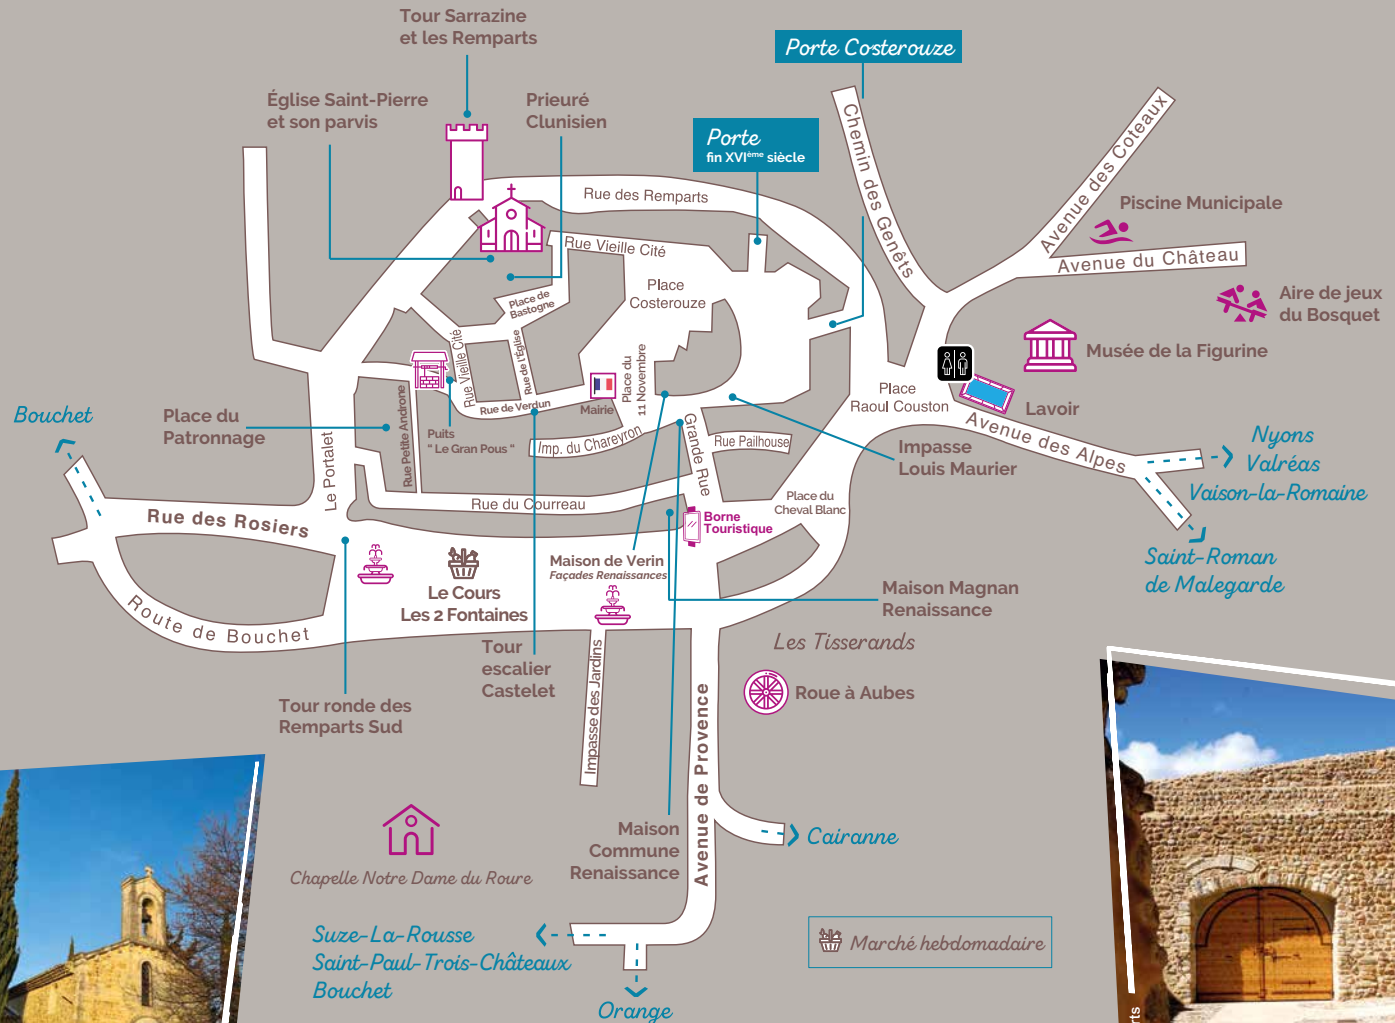 Tour Sarrazine
et les Remparts
Porte Costerouze
Église Saint-Pierre
et son parvis
Prieuré
Clunisien
Porte
fin XVIème siècle
Chemin des Genêts
Avenue des Coteaux
Piscine Municipale
Rue des Remparts
Rue Vieille Cité
Avenue du Château
Place
Costerouze
Place de
Bastogne
Aire de jeux
du Bosquet
Musée de la Figurine
Rue Vieille Cité
Rue de l'Église
Place du
11 Novembre
Mairie
Rue de Verdun
Place
Raoul Couston
Lavoir
Avenue des Alpes
Bouchet
Place du
Patronnage
Rue Petite Androne
Puits
" Le Gran Pous "
Imp. du Chareyron
Grande Rue
Rue Pailhouse
Impasse
Louis Maurier
Nyons
Valréas
Vaison-la-Romaine
Le Portalet
Rue du Courreau
Place du
Cheval Blanc
Rue des Rosiers
Borne
Touristique
Saint-Roman
de Malegarde
Maison de Verin
Façades Renaissances
Le Cours
Les 2 Fontaines
Maison Magnan
Renaissance
Route de Bouchet
Les Tisserands
Tour
escalier
Castelet
Impasse des Jardins
Avenue de Provence
Roue à Aubes
Tour ronde des
Remparts Sud
Maison
Commune
Renaissance
Cairanne
Chapelle Notre Dame du Roure
Suze-La-Rousse
Saint-Paul-Trois-Châteaux
Bouchet
Marché hebdomadaire
Orange